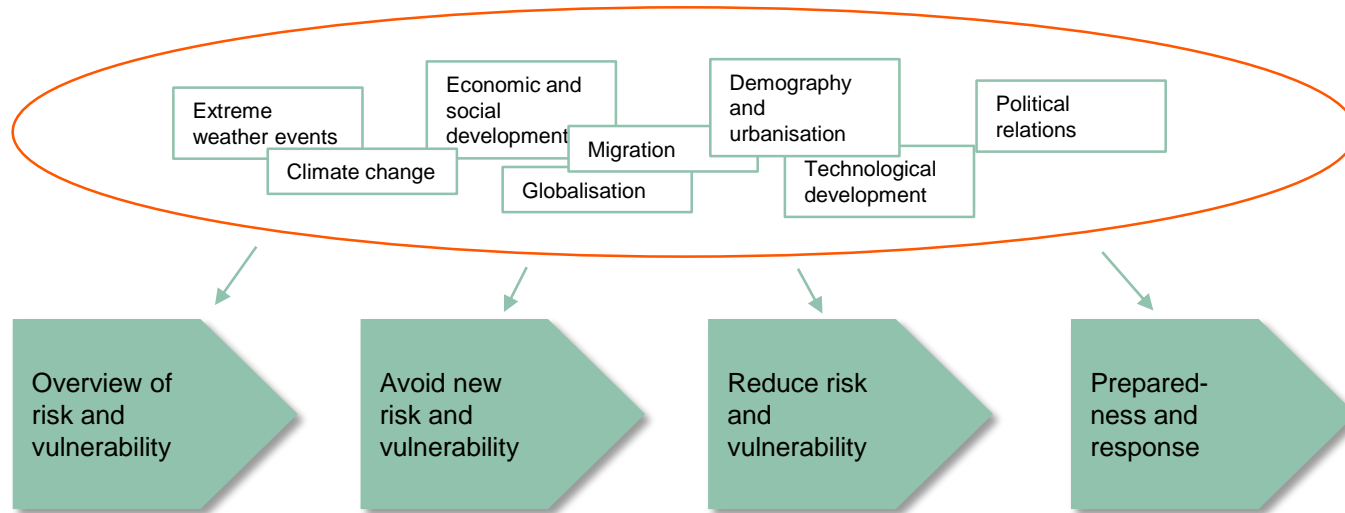 Extreme
weather events
Climate change
Economic and
social
development
Migration
Globalisation
Demography
and
urbanisation
Technological
development
Political
relations
Overview of
risk and
vulnerability
Avoid new
risk and
vulnerability
Reduce risk
and
vulnerability
Prepared-
ness and
response